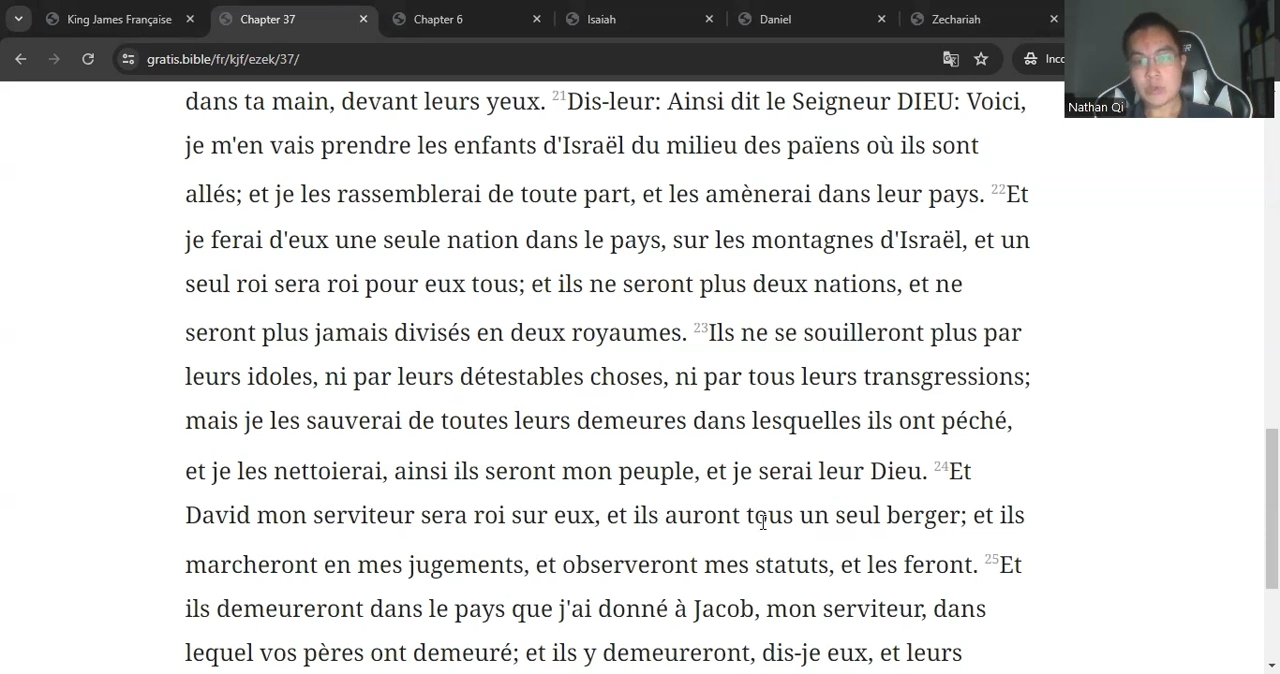 King James Française
Chapter 37
Chapter 6
Isaiah
Daniel
Zechariah
gratis.bible/fr/kjf/ezek/37/
Nathan Qi
dans ta main, devant leurs yeux. 21Dis-leur: Ainsi dit le Seigneur DIEU: Voici,
je m'en vais prendre les enfants d'Israël du milieu des païens où ils sont
allés; et je les rassemblerai de toute part, et les amènerai dans leur pays. 22Et
je ferai d'eux une seule nation dans le pays, sur les montagnes d'Israël, et un
seul roi sera roi pour eux tous; et ils ne seront plus deux nations, et ne
seront plus jamais divisés en deux royaumes. 23Ils ne se souilleront plus par
leurs idoles, ni par leurs détestables choses, ni par tous leurs transgressions;
mais je les sauverai de toutes leurs demeures dans lesquelles ils ont péché,
et je les nettoierai, ainsi ils seront mon peuple, et je serai leur Dieu. 24Et
David mon serviteur sera roi sur eux, et ils auront tous un seul berger; et ils
marcheront en mes jugements, et observeront mes statuts, et les feront. 25Et
ils demeureront dans le pays que j'ai donné à Jacob, mon serviteur, dans
lequel vos pères ont demeuré; et ils y demeureront, dis-je eux, et leurs